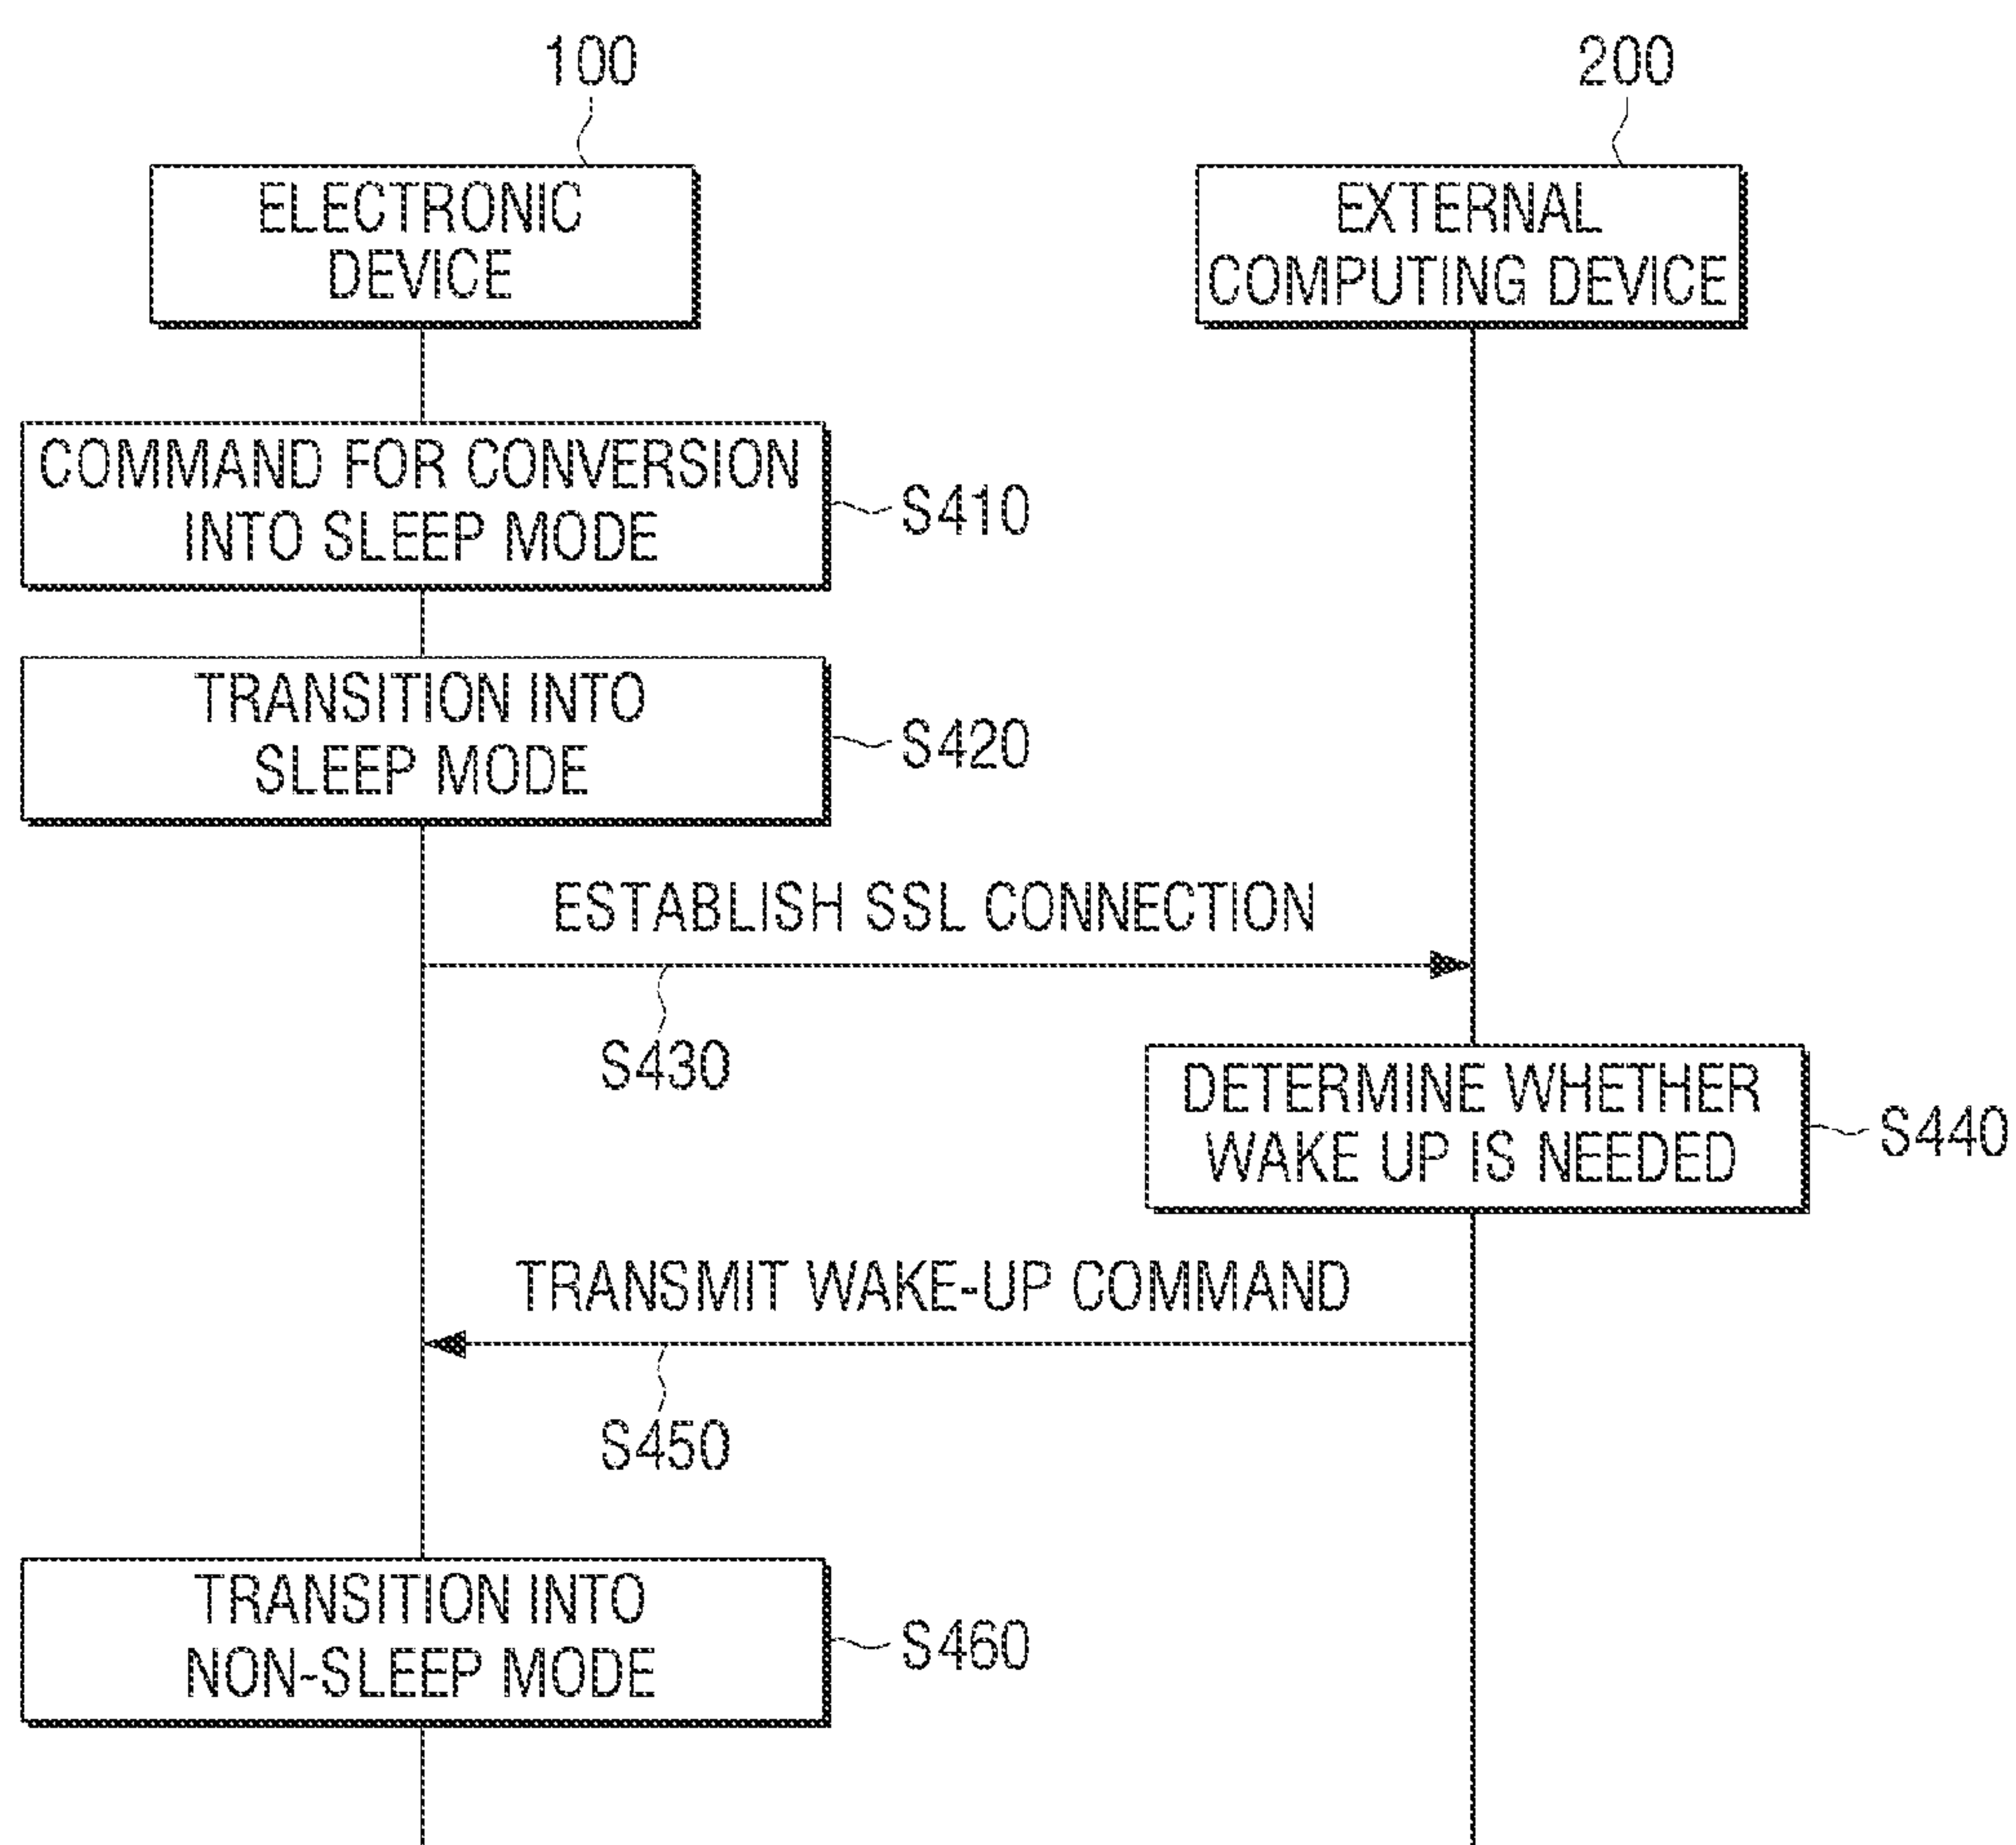 100
200
ELECTRONIC
DEVICE
EXTERNAL
COMPUTING DEVICE
COMMAND FOR CONVERSION
INTO SLEEP MODE
S410
TRANSITION INTO
SLEEP MODE
S420
ESTABLISH SSL CONNECTION
S430
DETERMINE WHETHER
WAKE UP IS NEEDED
S440
TRANSMIT WAKE-UP COMMAND
S450
TRANSITION INTO
NON-SLEEP MODE
S460